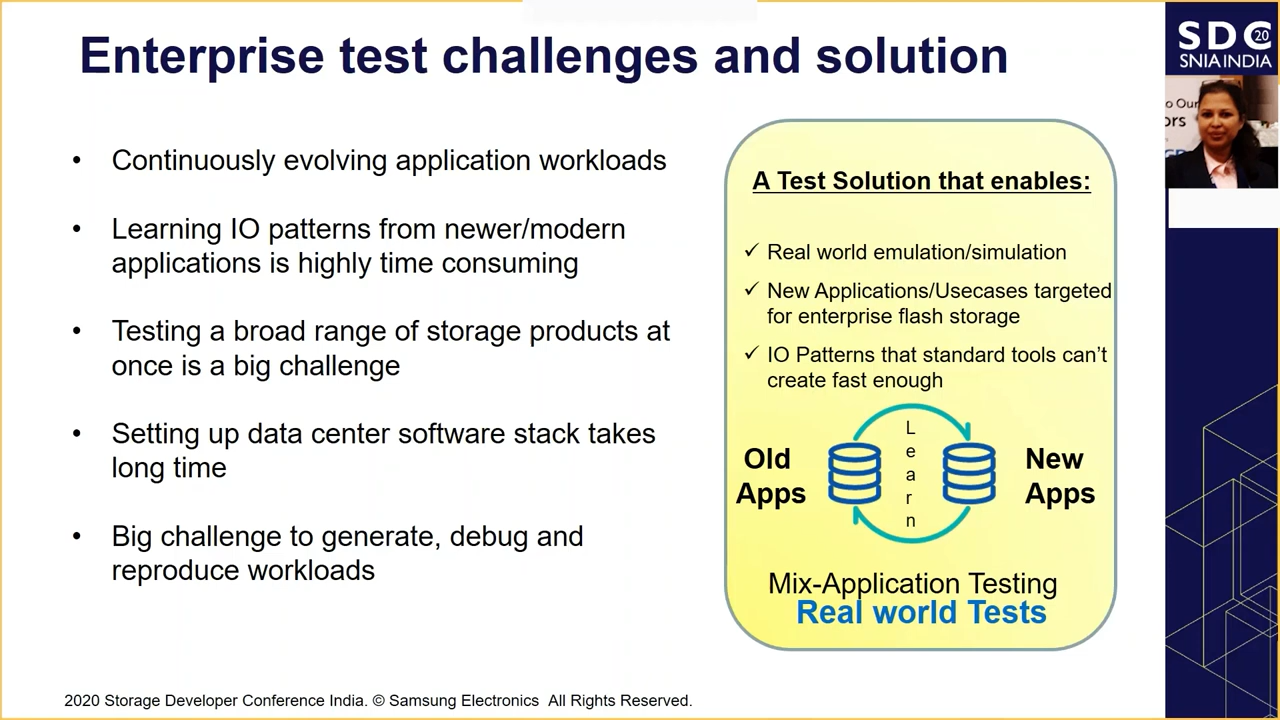 Enterprise test challenges and solution
• Continuously evolving application workloads
• Learning IO patterns from newer/modern
applications is highly time consuming
• Testing a broad range of storage products at
once is a big challenge
• Setting up data center software stack takes
long time
• Big challenge to generate, debug and
reproduce workloads
A Test Solution that enables:
✓ Real world emulation/simulation
✓ New Applications/Usecases targeted
for enterprise flash storage
✓ IO Patterns that standard tools can't
create fast enough
Old
Apps
Learn
New
Apps
Mix-Application Testing
Real world Tests
2020 Storage Developer Conference India. © Samsung Electronics All Rights Reserved.
SDC 20
SNIA INDIA
o Our
ors